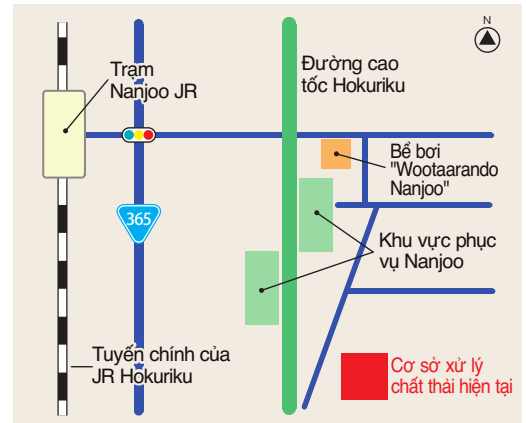 N
Trạm
Nanjoo JR
Đường cao
tốc Hokuriku
Bể bơi
"Wootaarando
Nanjoo"
365
Khu vực phục
vụ Nanjoo
Tuyến chính của
JR Hokuriku
Cơ sở xử lý
chất thải hiện tại